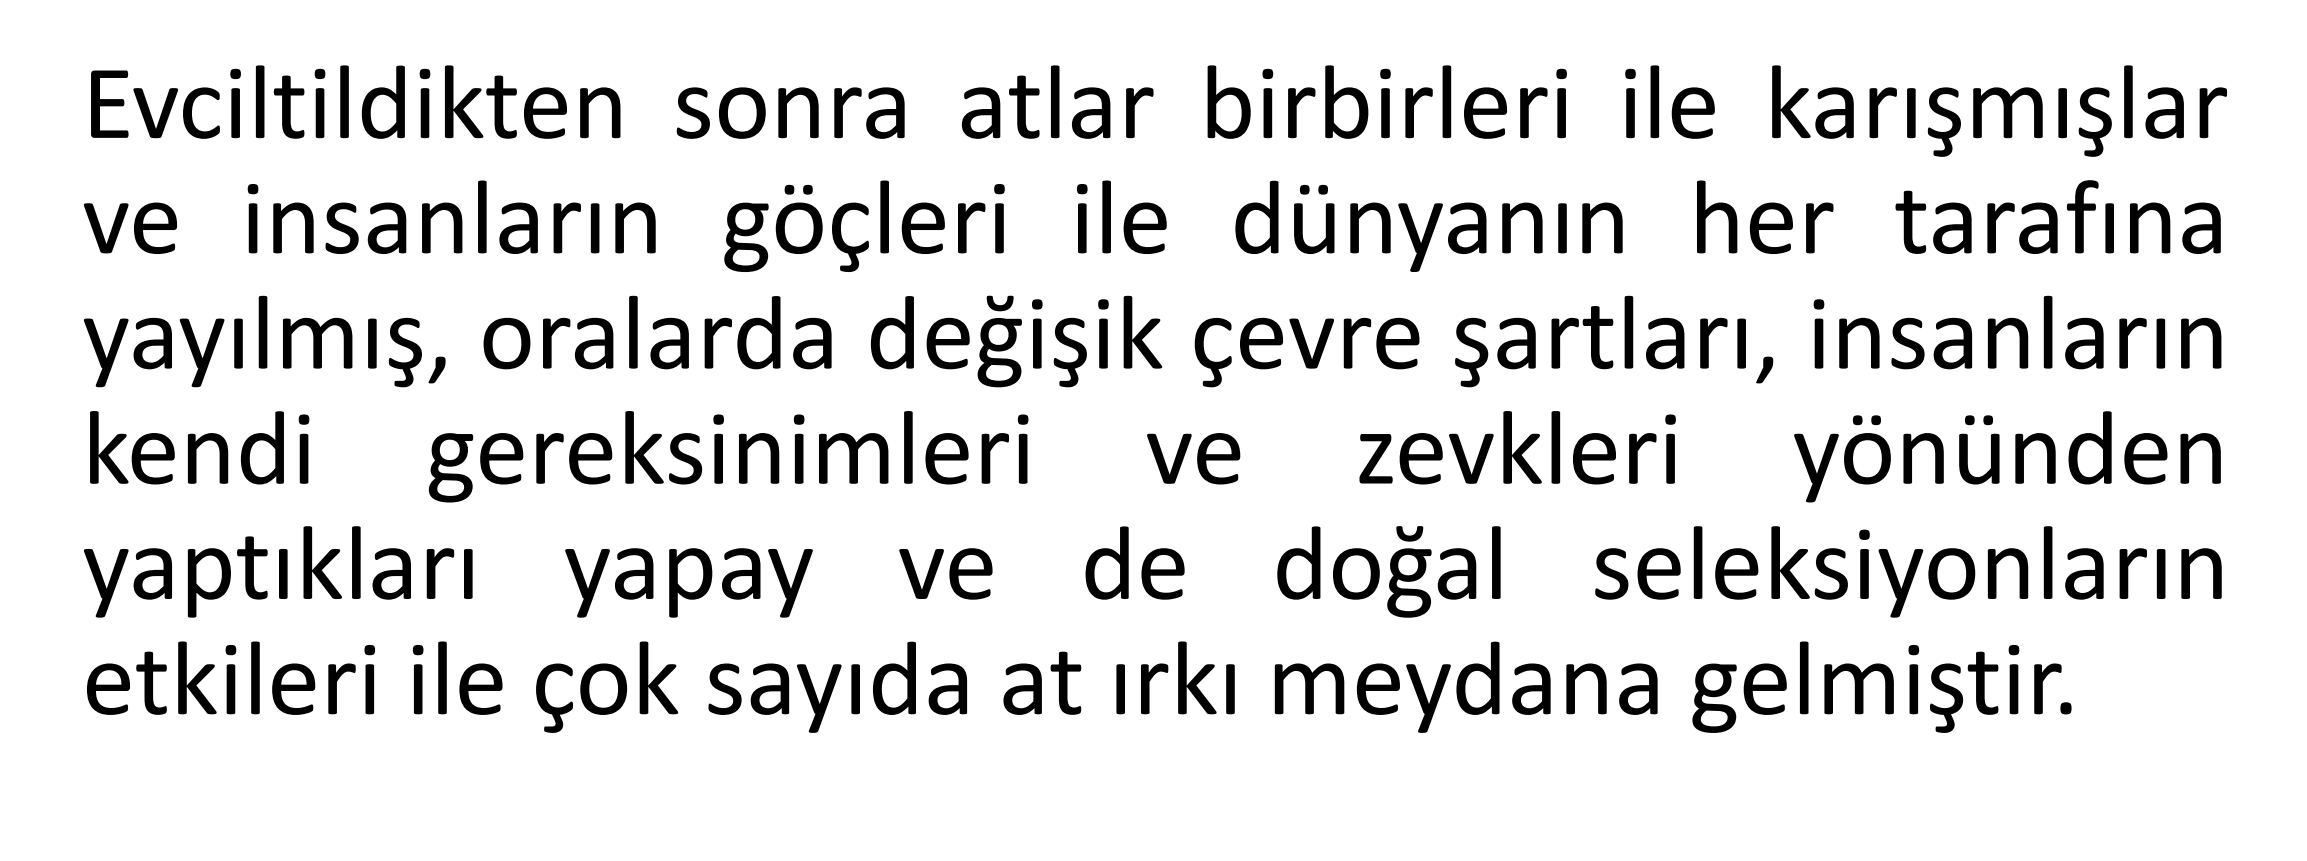 Evciltildikten sonra atlar birbirleri ile karışmışlar
ve insanların göçleri ile dünyanın her tarafına
yayılmış, oralarda değişik çevre şartları, insanların
kendi gereksinimleri ve zevkleri yönünden
yaptıkları yapay ve de doğal seleksiyonların
etkileri ile çok sayıda at ırkı meydana gelmiştir.